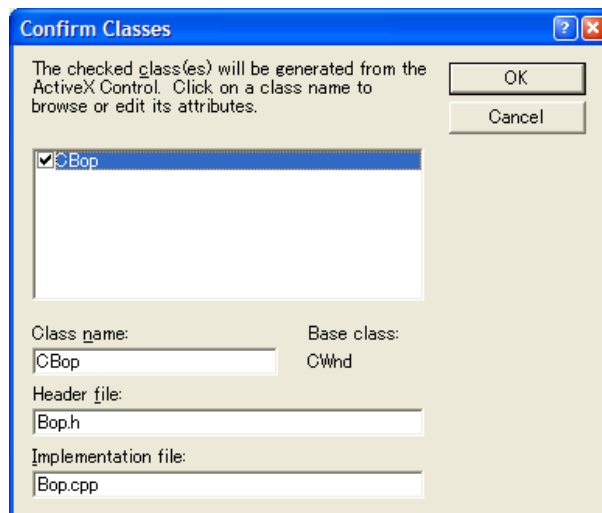 Confirm Classes
The checked class(es) will be generated from the
ActiveX Control. Click on a class name to
browse or edit its attributes.
OK
Cancel
CBop
Class name:
Base class:
CBop
CWnd
Header file:
Bop.h
Implementation file:
Bop.cpp